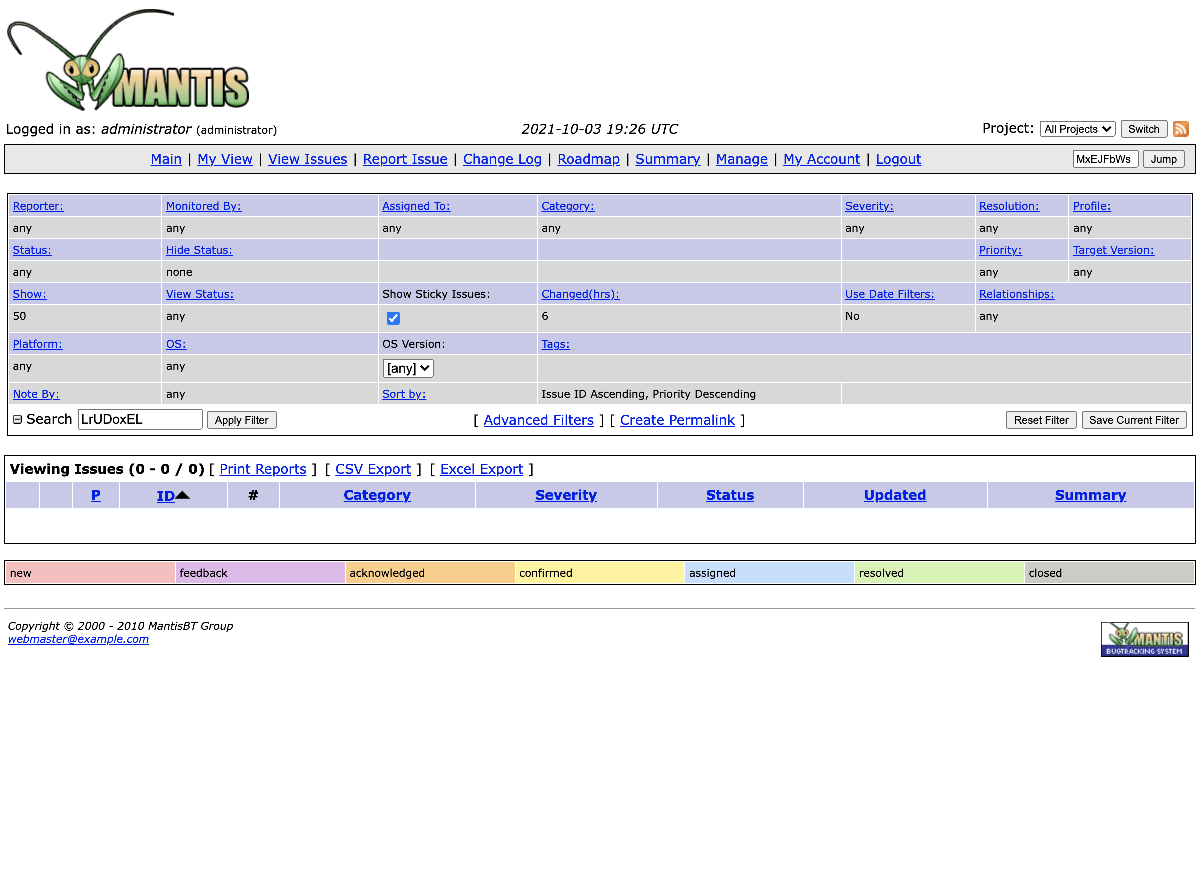 MANTIS
Logged in as: administrator (administrator) 2021-10-03 19:26 UTC Project: All Projects Switch
Main | My View | View Issues | Report Issue | Change Log | Roadmap | Summary | Manage | My Account | Logout MxEJFbWs Jump
Reporter: Monitored By: Assigned To: Category: Severity: Resolution: Profile:
any any any any any any any
Status: Hide Status: Priority: Target Version:
any none any any
Show: View Status: Show Sticky Issues: Changed(hrs): Use Date Filters: Relationships:
50 any 6 No any
Platform: OS: OS Version: Tags:
any any [any]
Note By: any Sort by: Issue ID Ascending, Priority Descending
Search LrUDoxEL Apply Filter [ Advanced Filters ] [ Create Permalink ] Reset Filter Save Current Filter
Viewing Issues (0 - 0 / 0) [ Print Reports ] [ CSV Export ] [ Excel Export ]
P ID # Category Severity Status Updated Summary
new feedback acknowledged confirmed assigned resolved closed
Copyright © 2000 - 2010 MantisBT Group
webmaster@example.com
MANTIS
BUGTRACKING SYSTEM